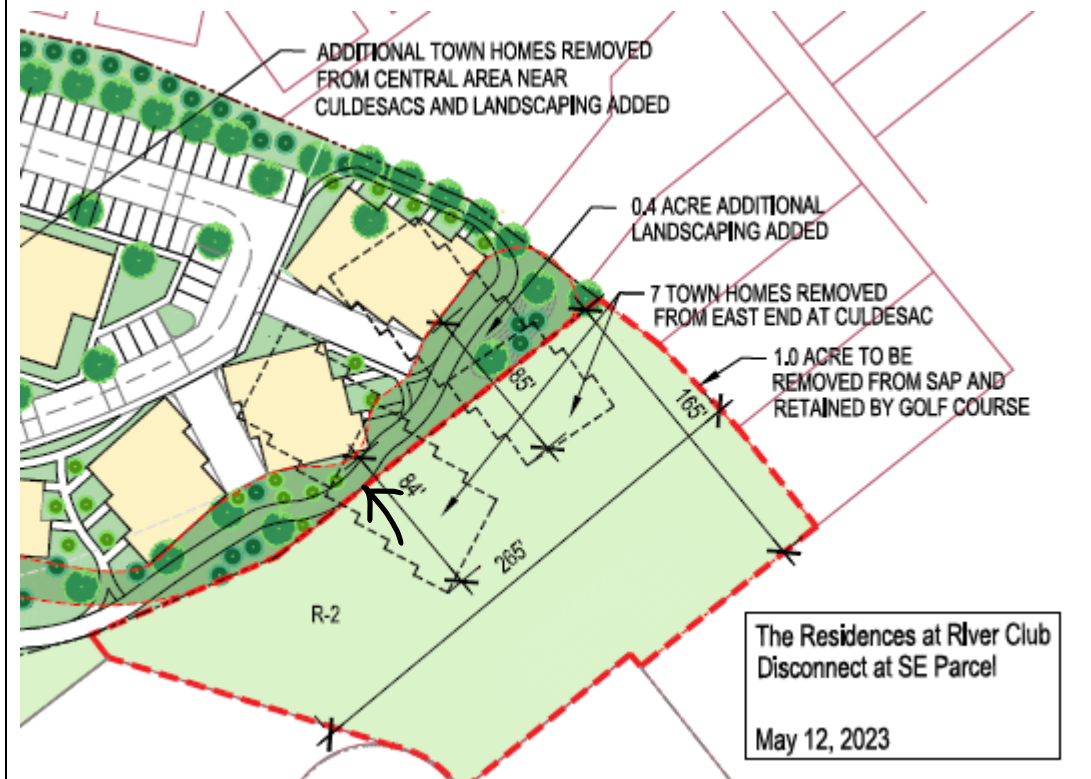 ADDITIONAL TOWN HOMES REMOVED
FROM CENTRAL AREA NEAR
CULDESACS AND LANDSCAPING ADDED
0.4 ACRE ADDITIONAL
LANDSCAPING ADDED
7 TOWN HOMES REMOVED
FROM EAST END AT CULDESAC
1.0 ACRE TO BE
REMOVED FROM SAP AND
RETAINED BY GOLF COURSE
85'
165'
84'
265'
R-2
The Residences at River Club
Disconnect at SE Parcel
May 12, 2023